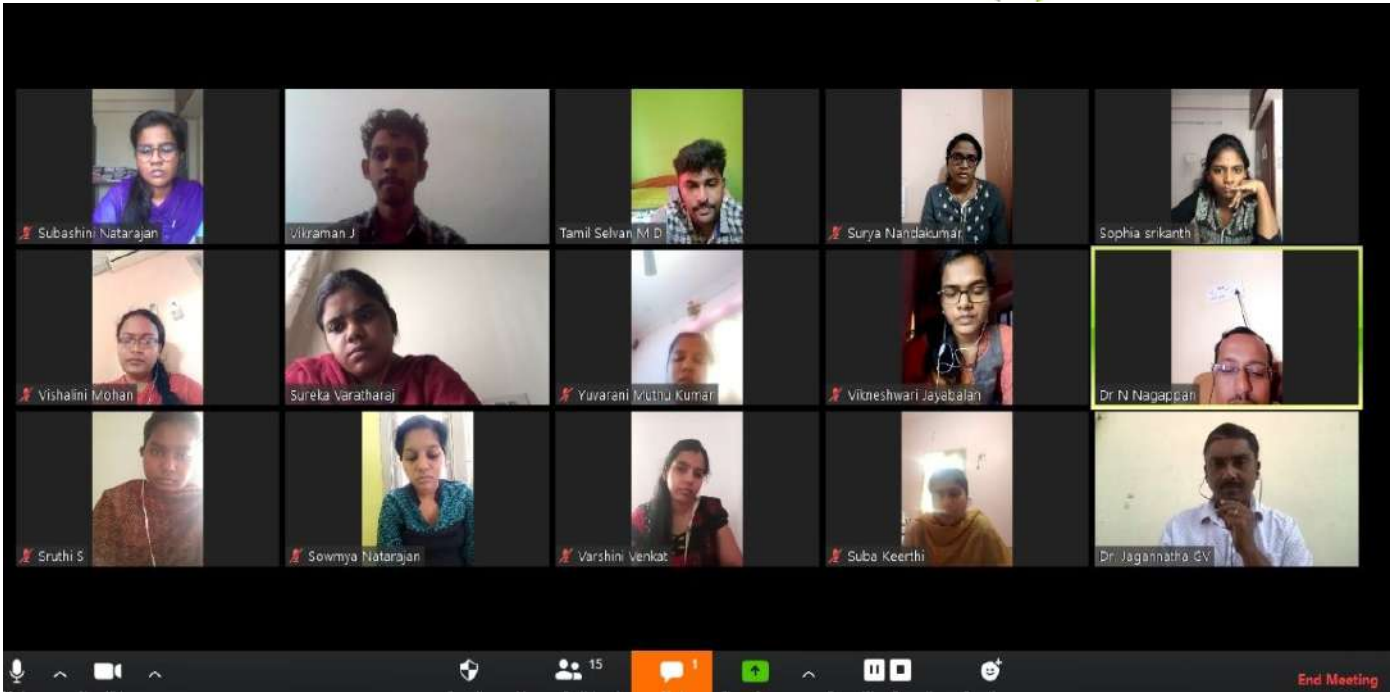 Subashini Natarajan
Vikraman J
Tamil Selvan M D
Surya Nandakumar
Sophia srikanth
Vishalini Mohan
Sureka Varatharaj
Yuvarani Muthu Kumar
Vikneshwari Jayabalan
Dr N Nagappan
Sruthi S
Sowmya Natarajan
Varshini Venkat
Suba Keerthi
Dr. Jagannatha GV
15
1
End Meeting